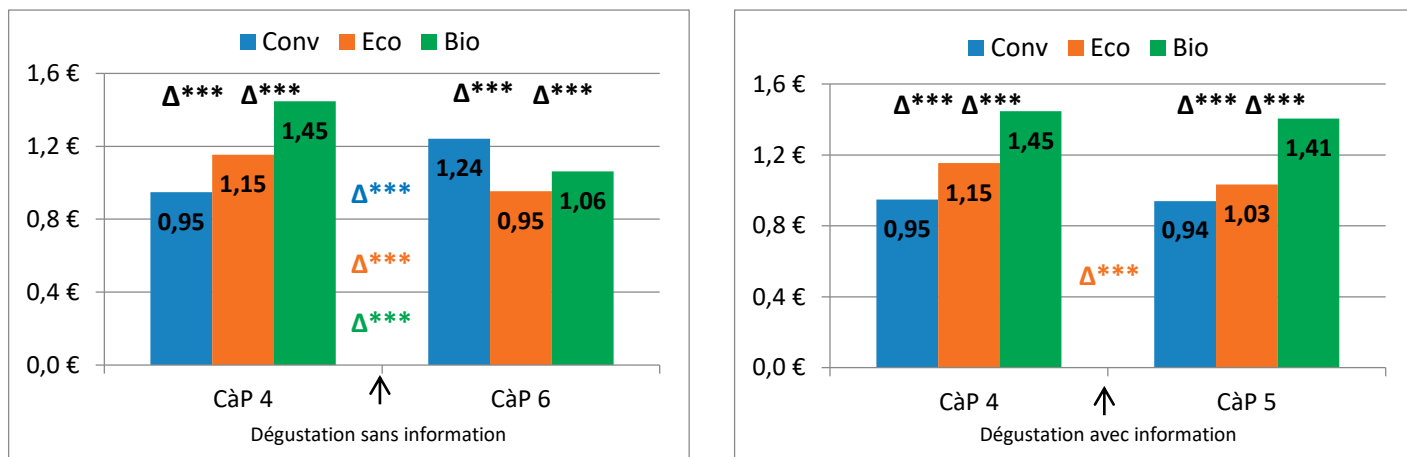 Conv Eco Bio
1,6 €
1,2 €
0,8 €
0,4 €
0,0 €
Δ*** Δ***
Δ*** Δ***
0,95
1,15
1,45
Δ***
Δ***
Δ***
1,24
0,95
1,06
CàP 4
CàP 6
Dégustation sans information
Conv Eco Bio
1,6 €
1,2 €
0,8 €
0,4 €
0,0 €
Δ*** Δ***
Δ*** Δ***
0,95
1,15
1,45
Δ***
0,94
1,03
1,41
CàP 4
CàP 5
Dégustation avec information